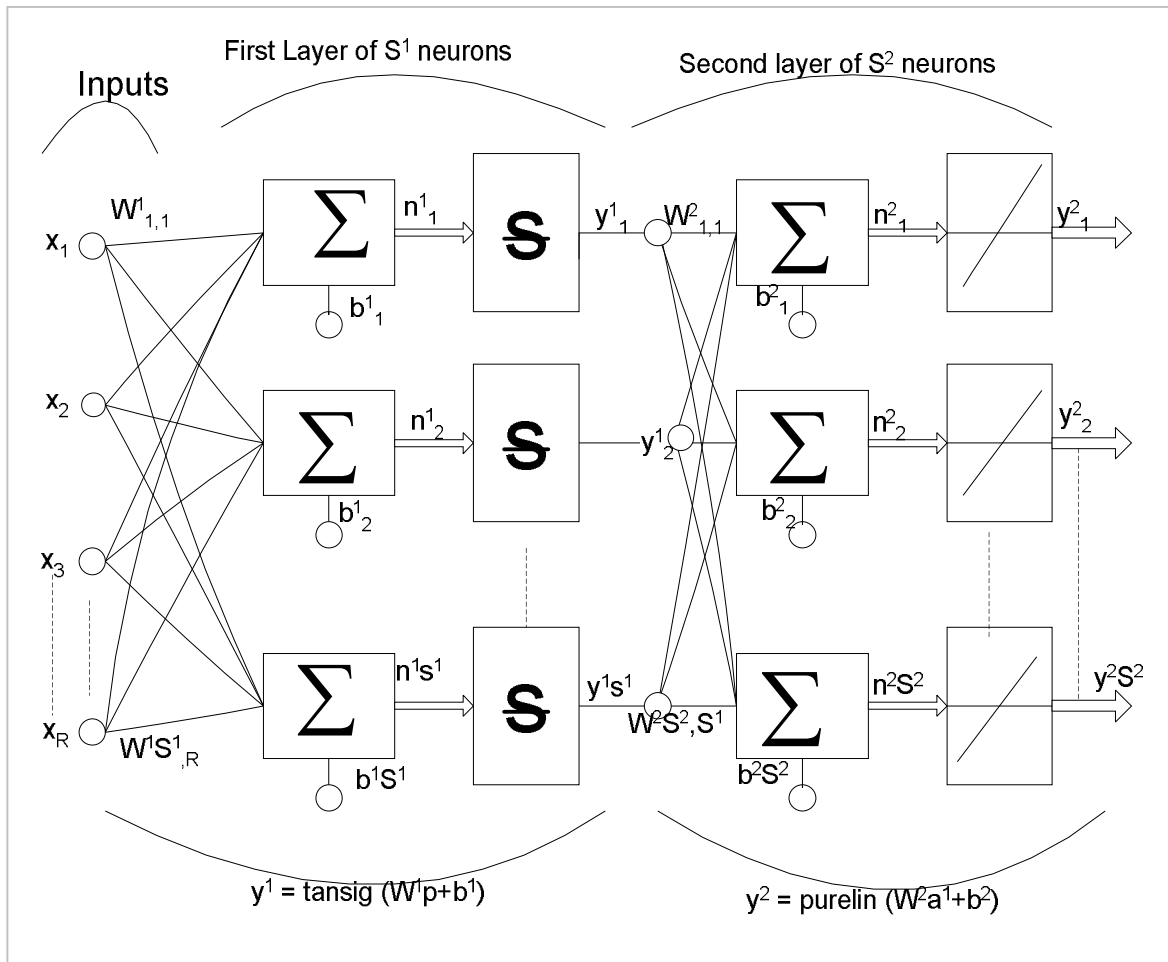 First Layer of S¹ neurons
Second layer of S² neurons
Inputs
W¹₁,₁
n¹₁
S
y¹₁
W²₁,₁
n²₁
y²₁
x₁
∑
∑
b¹₁
b²₁
x₂
n¹₂
S
y¹₂
n²₂
y²₂
∑
∑
b¹₂
b²₂
x₃
n¹s¹
S
y¹s¹
n²S²
y²S²
∑
∑
x_R
W¹S¹,R
W²S²,S¹
b¹S¹
b²S²
y¹ = tansig (W¹p+b¹)
y² = purelin (W²a¹+b²)